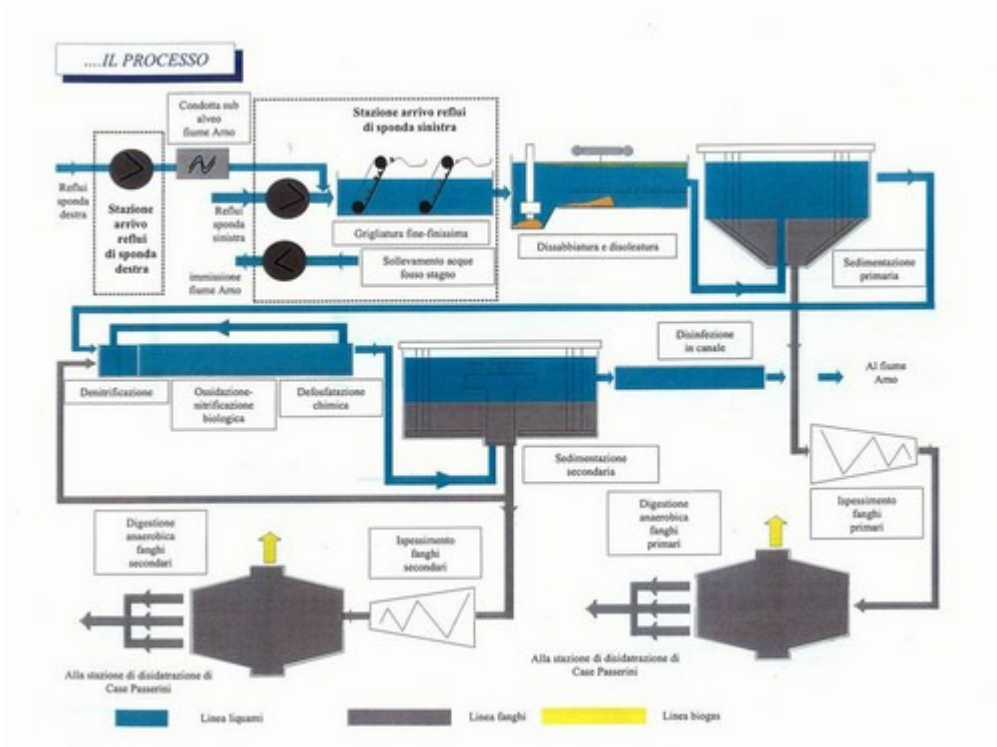 ....IL PROCESSO
Condotta sub
alveo
fiume Arno
Stazione arrivo reflui
di sponda sinistra
Reflui
sponda
destra
Stazione
arrivo
reflui
di sponda
destra
Reflui
sponda
sinistra
Grigliatura fine-finissima
immissione
fiume Arno
Sollevamento acque
fosso stagno
Dissabbiatura e disoleatura
Sedimentazione
primaria
Denitrificazione
Ossidazione-
nitrificazione
biologica
Defosfatazione
chimica
Disinfezione
in canale
Al fiume
Arno
Sedimentazione
secondaria
Ispessimento
fanghi
primari
Digestione
anaerobica
fanghi
secondari
Ispessimento
fanghi
secondari
Digestione
anaerobica
fanghi
primari
Alla stazione di disidatrazione di
Case Passerini
Alla stazione di disidatrazione di
Case Passerini
Linea liquami
Linea fanghi
Linea biogas